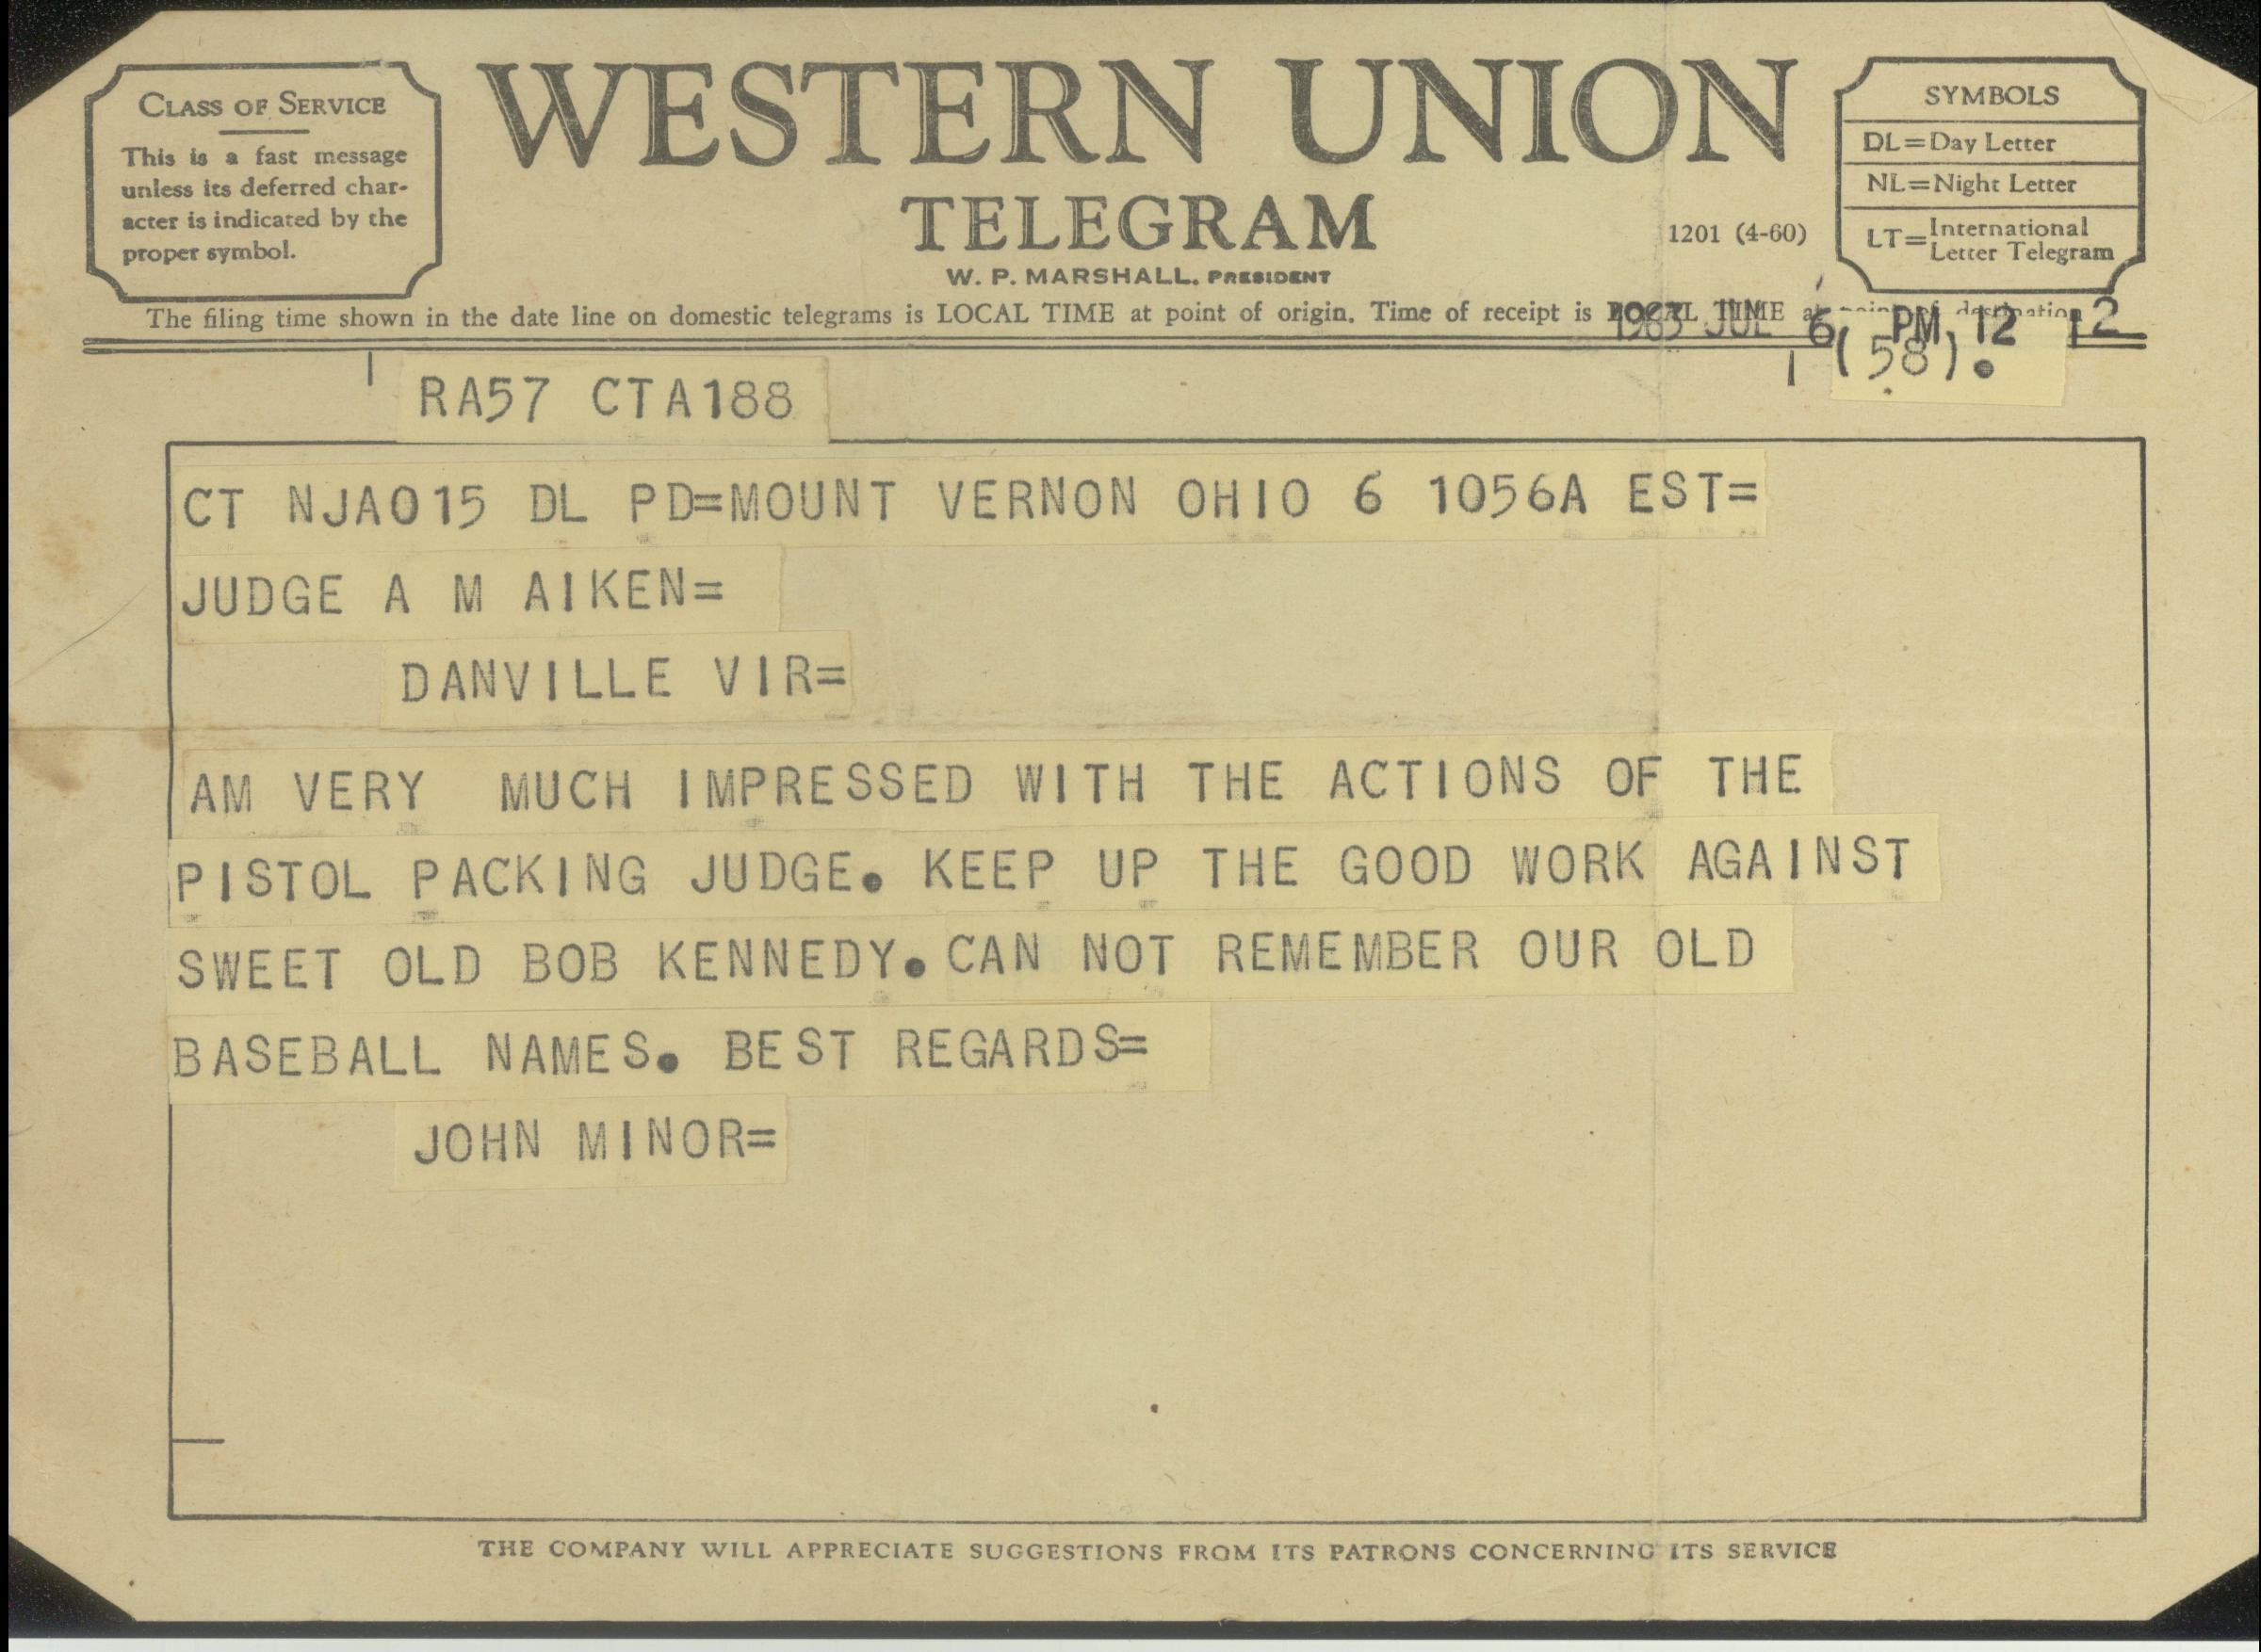 CLASS OF SERVICE
This is a fast message
unless its deferred char-
acter is indicated by the
proper symbol.
WESTERN UNION
TELEGRAM
W. P. MARSHALL, PRESIDENT
1201 (4-60)
SYMBOLS
DL=Day Letter
NL=Night Letter
LT=International
Letter Telegram
The filing time shown in the date line on domestic telegrams is LOCAL TIME at point of origin. Time of receipt is LOCAL TIME at point of destination
1963 JUL 6 PM 12 12
(58).
RA57 CTA188
CT NJA015 DL PD=MOUNT VERNON OHIO 6 1056A EST=
JUDGE A M AIKEN=
DANVILLE VIR=
AM VERY MUCH IMPRESSED WITH THE ACTIONS OF THE
PISTOL PACKING JUDGE. KEEP UP THE GOOD WORK AGAINST
SWEET OLD BOB KENNEDY. CAN NOT REMEMBER OUR OLD
BASEBALL NAMES. BEST REGARDS=
JOHN MINOR=
THE COMPANY WILL APPRECIATE SUGGESTIONS FROM ITS PATRONS CONCERNING ITS SERVICE